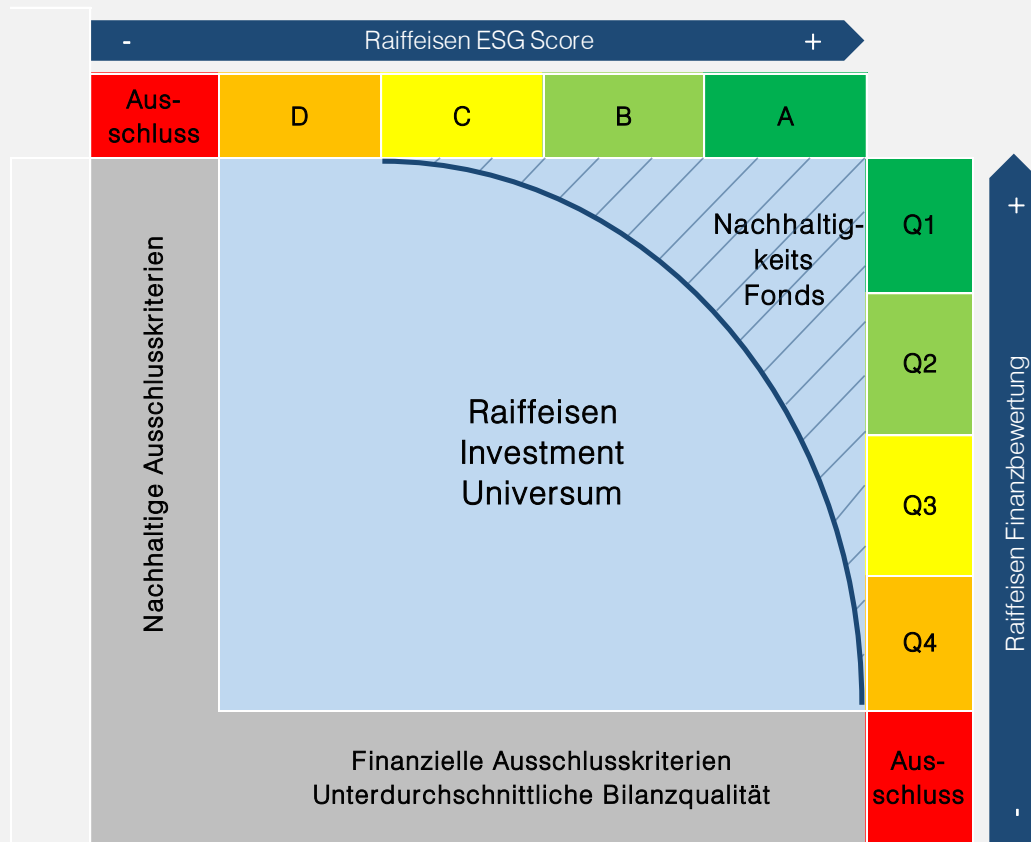 - Raiffeisen ESG Score +
Aus-
schluss
D
C
B
A
Nachhaltige Ausschlusskriterien
Nachhaltig-
keits
Fonds
Raiffeisen
Investment
Universum
Q1
Q2
Q3
Q4
Aus-
schluss
+
Raiffeisen Finanzbewertung
-
Finanzielle Ausschlusskriterien
Unterdurchschnittliche Bilanzqualität